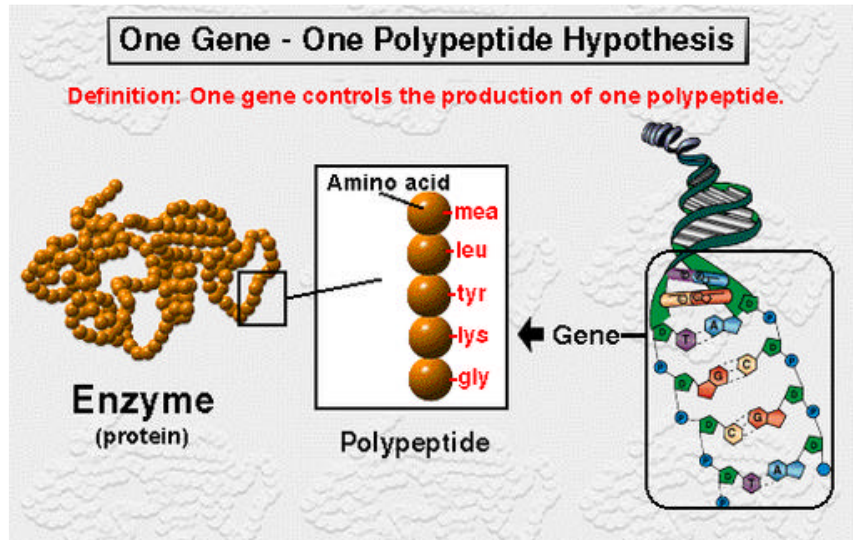 One Gene - One Polypeptide Hypothesis
Definition: One gene controls the production of one polypeptide.
Amino acid
mea
leu
tyr
lys
gly
Gene
Enzyme
(protein)
Polypeptide
D T A D P
P D G C D P
P D C G D
P D T A D
P